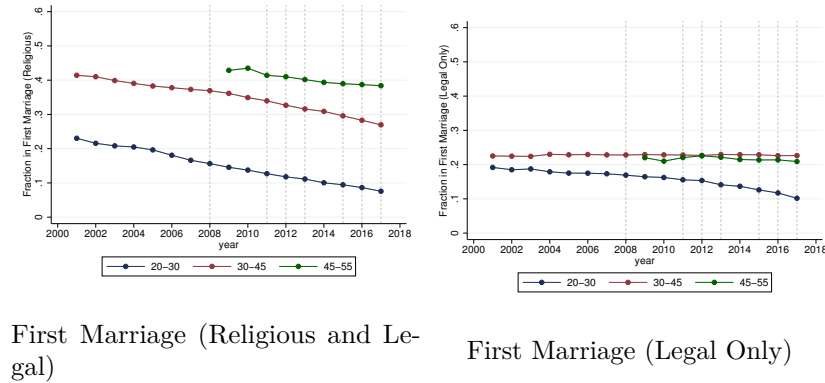 Fraction in First Marriage (Religious)
.6
.5
.4
.3
.2
.1
0
2000 2002 2004 2006 2008 2010 2012 2014 2016 2018
year
20–30 30–45 45–55
First Marriage (Religious and Le-
gal)
Fraction in First Marriage (Legal Only)
.6
.5
.4
.3
.2
.1
0
2000 2002 2004 2006 2008 2010 2012 2014 2016 2018
year
20–30 30–45 45–55
First Marriage (Legal Only)